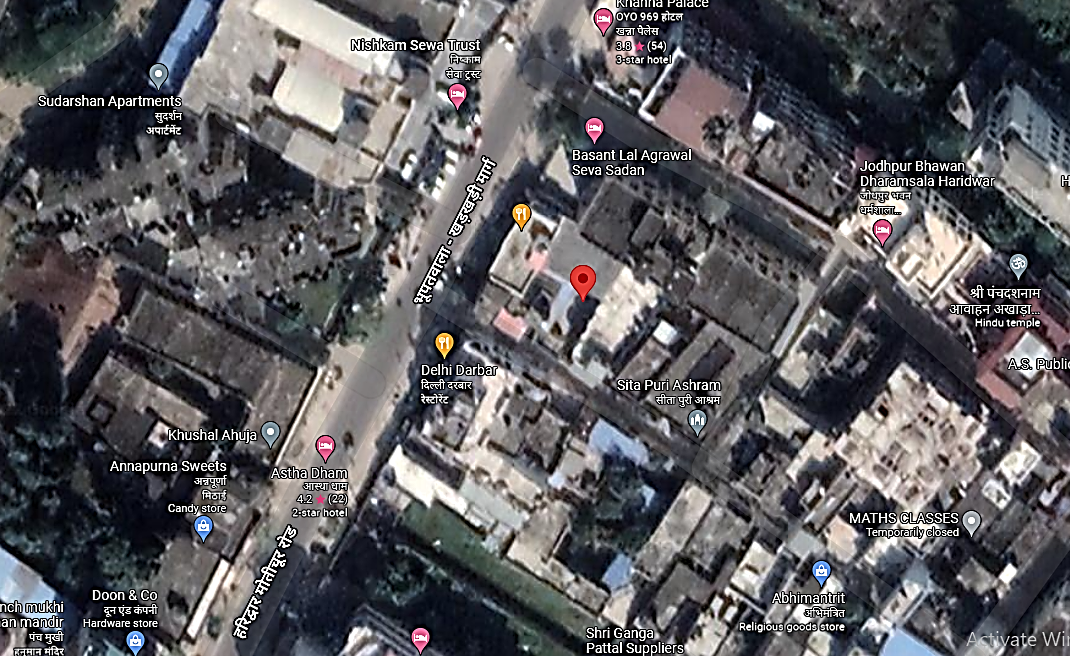 Khanna Palace
OYO 969 होटल
खन्ना पैलेस
3.8 ★ (54)
3-star hotel
Nishkam Sewa Trust
निष्काम
सेवा ट्रस्ट
Sudarshan Apartments
सुदर्शन
अपार्टमेंट
Basant Lal Agrawal
Seva Sadan
Jodhpur Bhawan
Dharamsala Haridwar
जोधपुर भवन
धर्मशाला...
H
भूपतवाला - खड़खड़ी मार्ग
श्री पंचदशनाम
आवाहन अखाड़ा...
Hindu temple
A.S. Public
Delhi Darbar
दिल्ली दरबार
रेस्टोरेंट
Sita Puri Ashram
सीता पुरी आश्रम
Khushal Ahuja
Annapurna Sweets
अन्नपूर्णा
मिठाई
Candy store
Astha Dham
आस्था धाम
4.2 ★ (22)
2-star hotel
MATHS CLASSES
Temporarily closed
हरिद्वार मोतीचूर रोड
Doon & Co
दून एंड कंपनी
Hardware store
nch mukhi
an mandir
पंच मुखी
हनुमान मंदिर
Abhimantrit
अभिमंत्रित
Religious goods store
Shri Ganga
Pattal Suppliers
Activate Wi